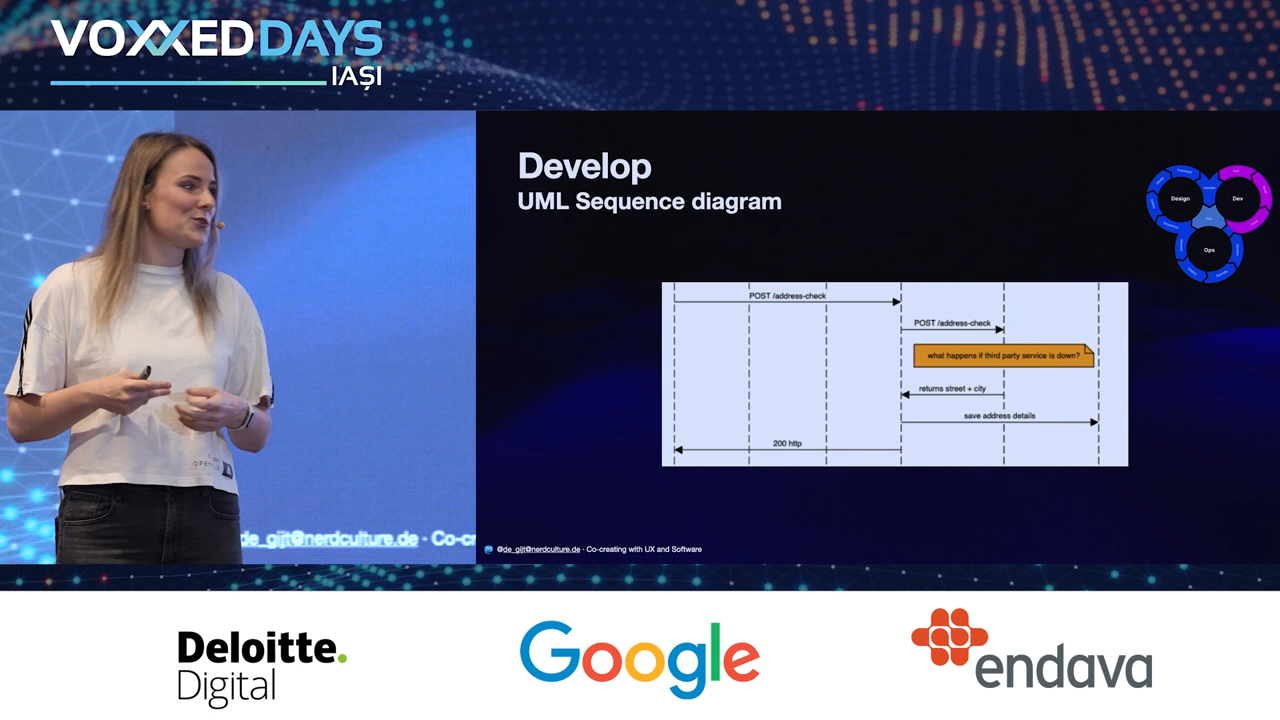 VOXXEDDAYS
IAȘI
Develop
UML Sequence diagram
Design
Dev
Ops
POST /address-check
POST /address-check
what happens if third party service is down?
returns street + city
save address details
200 http
de_gijt@nerdculture.de · Co-cr
@de_gijt@nerdculture.de · Co-creating with UX and Software
Deloitte.
Digital
Google
endava